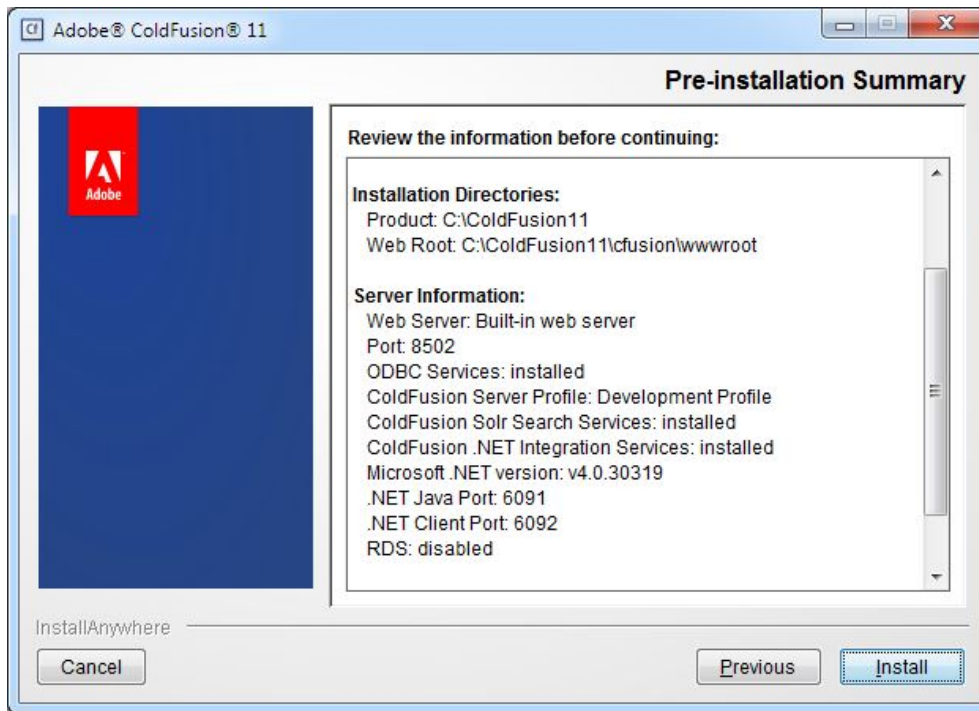 Adobe® ColdFusion® 11
Pre-installation Summary
Adobe
Review the information before continuing:
Installation Directories:
Product: C:\ColdFusion11
Web Root: C:\ColdFusion11\cfusion\wwwroot
Server Information:
Web Server: Built-in web server
Port: 8502
ODBC Services: installed
ColdFusion Server Profile: Development Profile
ColdFusion Solr Search Services: installed
ColdFusion .NET Integration Services: installed
Microsoft .NET version: v4.0.30319
.NET Java Port: 6091
.NET Client Port: 6092
RDS: disabled
InstallAnywhere
Cancel
Previous
Install